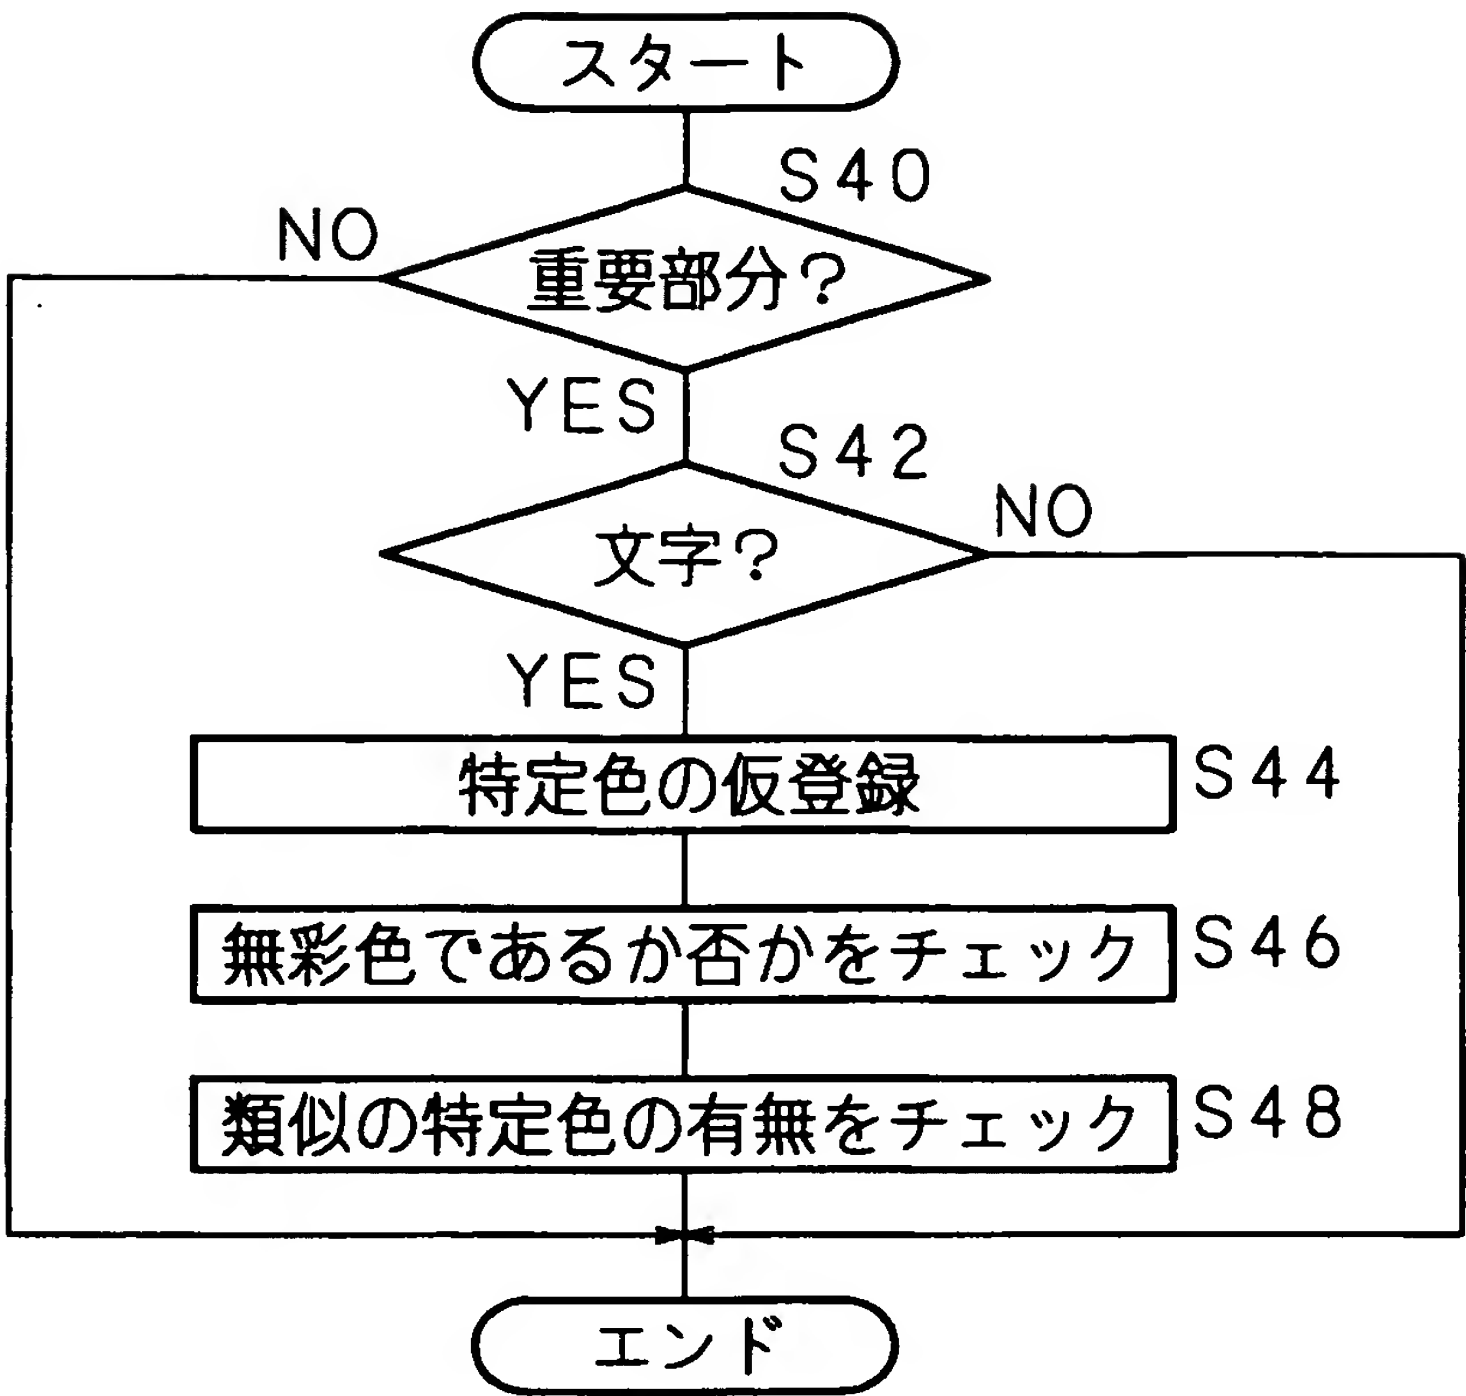 スタート
S40
NO
重要部分?
YES
S42
NO
文字?
YES
特定色の仮登録
S44
無彩色であるか否かをチェック
S46
類似の特定色の有無をチェック
S48
エンド